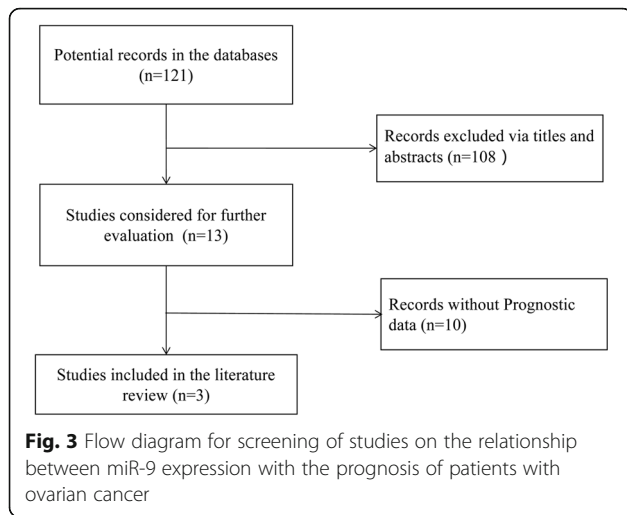 Potential records in the databases
(n=121)
Records excluded via titles and
abstracts (n=108 )
Studies considered for further
evaluation (n=13)
Records without Prognostic
data (n=10)
Studies included in the literature
review (n=3)
Fig. 3 Flow diagram for screening of studies on the relationship
between miR-9 expression with the prognosis of patients with
ovarian cancer